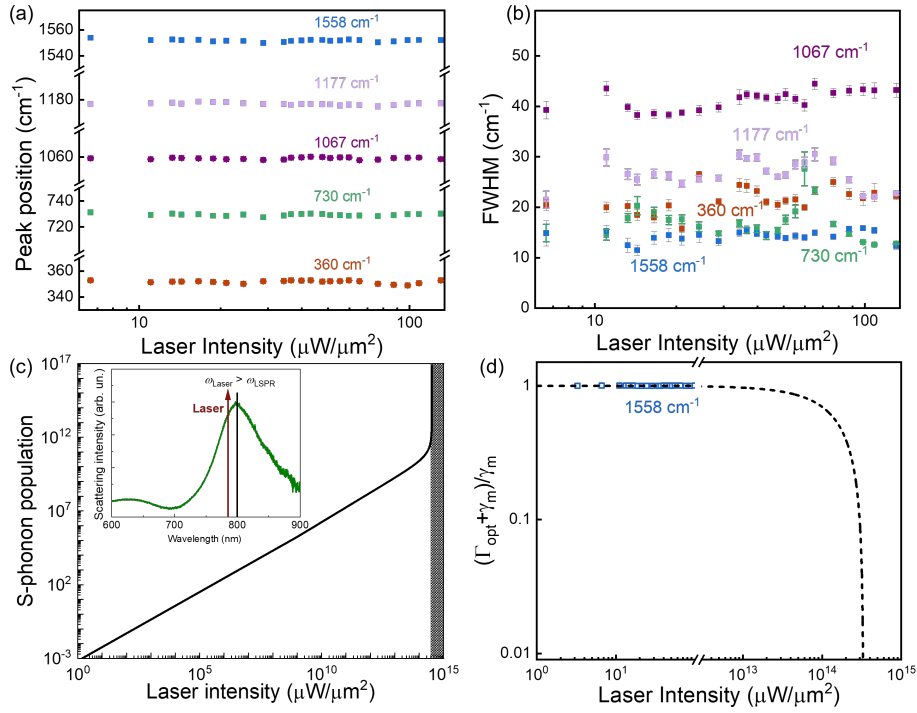 (a)
1558 cm⁻¹
1177 cm⁻¹
1067 cm⁻¹
730 cm⁻¹
360 cm⁻¹
1560
1540
1180
1060
740
720
360
340
Peak position (cm⁻¹)
10
100
Laser Intensity (μW/μm²)
(b)
1067 cm⁻¹
1177 cm⁻¹
360 cm⁻¹
1558 cm⁻¹
730 cm⁻¹
50
40
30
20
10
0
FWHM (cm⁻¹)
10
100
Laser Intensity (μW/μm²)
(c)
10¹⁷
10¹²
10⁷
10²
10⁻³
S-phonon population
ω_Laser > ω_LSPR
Laser
Scattering intensity (arb. un.)
600
700
800
900
Wavelength (nm)
10⁰
10⁵
10¹⁰
10¹⁵
Laser intensity (μW/μm²)
(d)
1558 cm⁻¹
1
0.1
0.01
(Γ_opt+γ_m)/γ_m
10⁰
10¹
10¹³
10¹⁴
10¹⁵
Laser Intensity (μW/μm²)